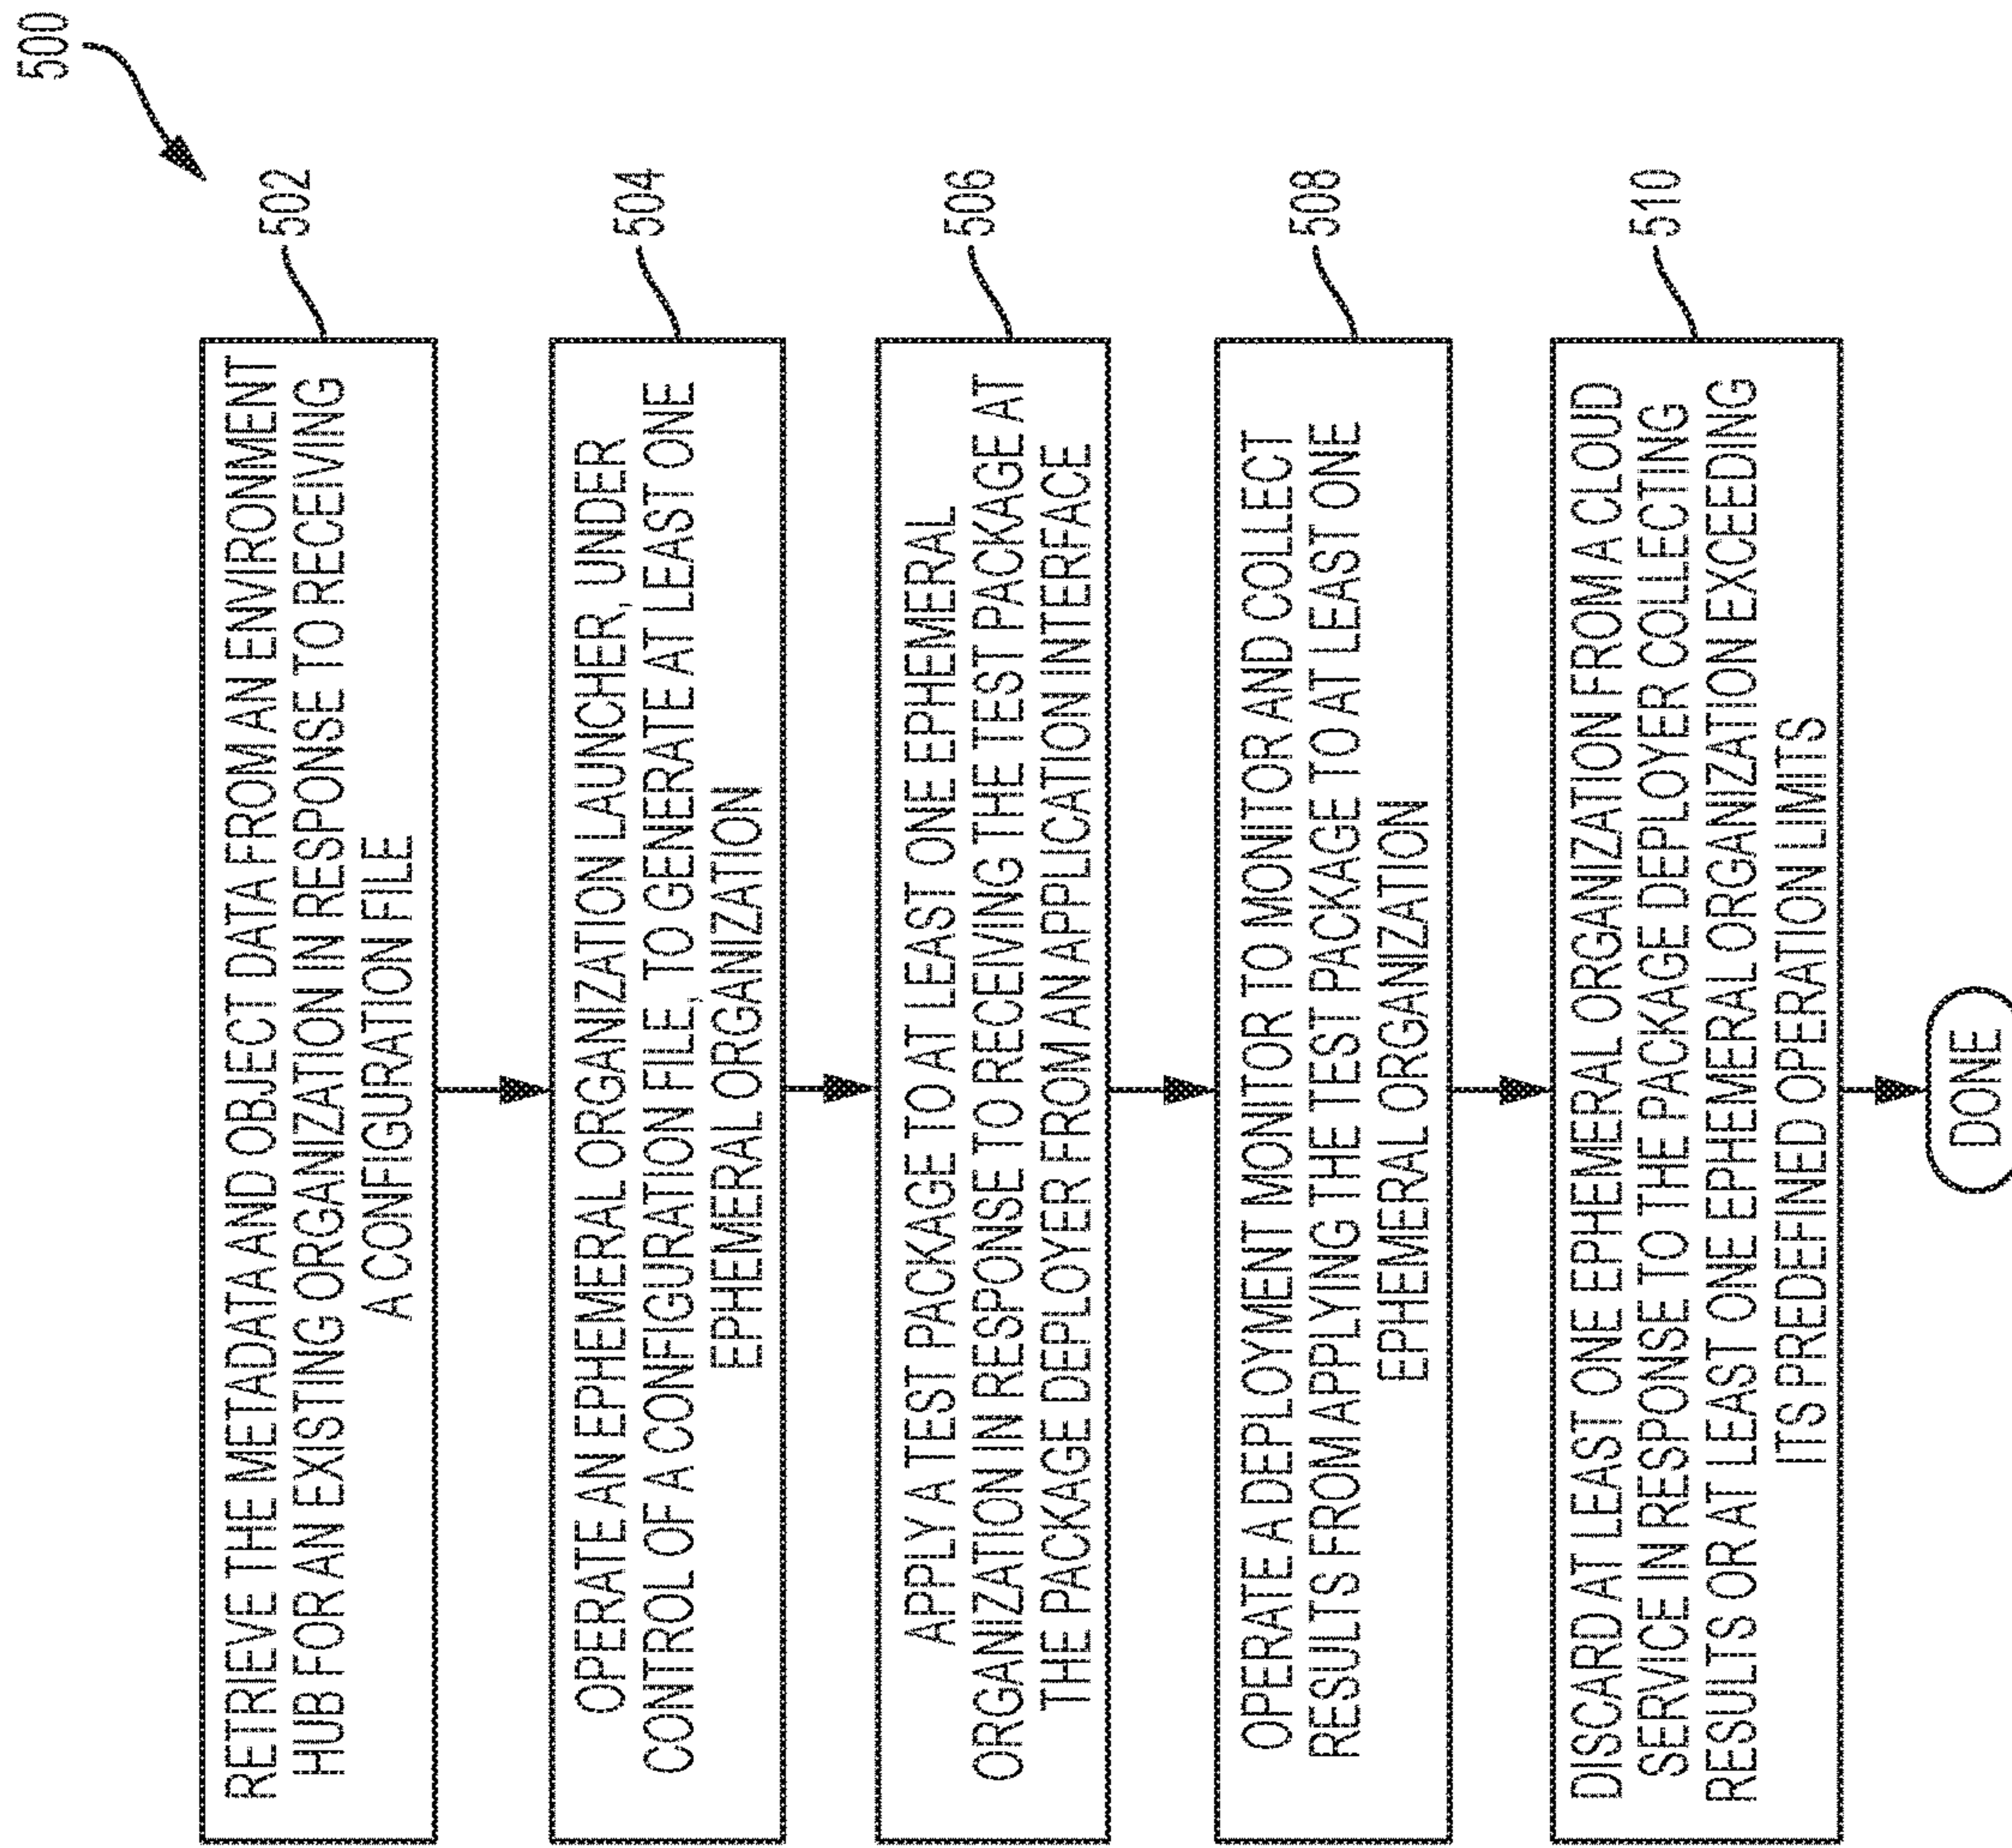 500
RETRIEVE THE METADATA AND OBJECT DATA FROM AN ENVIRONMENT
HUB FOR AN EXISTING ORGANIZATION IN RESPONSE TO RECEIVING
A CONFIGURATION FILE
502
OPERATE AN EPHEMERAL ORGANIZATION LAUNCHER, UNDER
CONTROL OF A CONFIGURATION FILE, TO GENERATE AT LEAST ONE
EPHEMERAL ORGANIZATION
504
APPLY A TEST PACKAGE TO AT LEAST ONE EPHEMERAL
ORGANIZATION IN RESPONSE TO RECEIVING THE TEST PACKAGE AT
THE PACKAGE DEPLOYER FROM AN APPLICATION INTERFACE
506
OPERATE A DEPLOYMENT MONITOR TO MONITOR AND COLLECT
RESULTS FROM APPLYING THE TEST PACKAGE TO AT LEAST ONE
EPHEMERAL ORGANIZATION
508
DISCARD AT LEAST ONE EPHEMERAL ORGANIZATION FROM A CLOUD
SERVICE IN RESPONSE TO THE PACKAGE DEPLOYER COLLECTING
RESULTS OR AT LEAST ONE EPHEMERAL ORGANIZATION EXCEEDING
ITS PREDEFINED OPERATION LIMITS
510
DONE